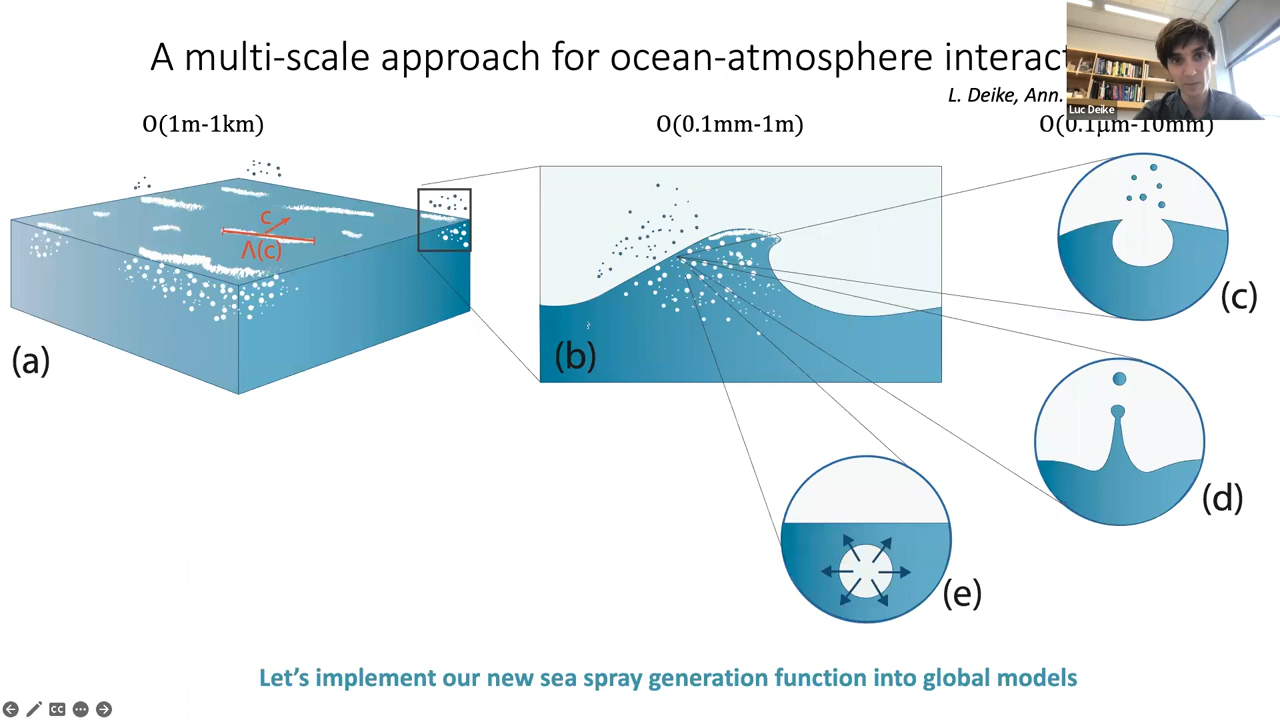 A multi-scale approach for ocean-atmosphere interact
L. Deike, Ann.
Luc Deike
O(1m-1km)
O(0.1mm-1m)
O(0.1μm-10mm)
c
Λ(c)
(a)
(b)
(c)
(d)
(e)
Let's implement our new sea spray generation function into global models
CC